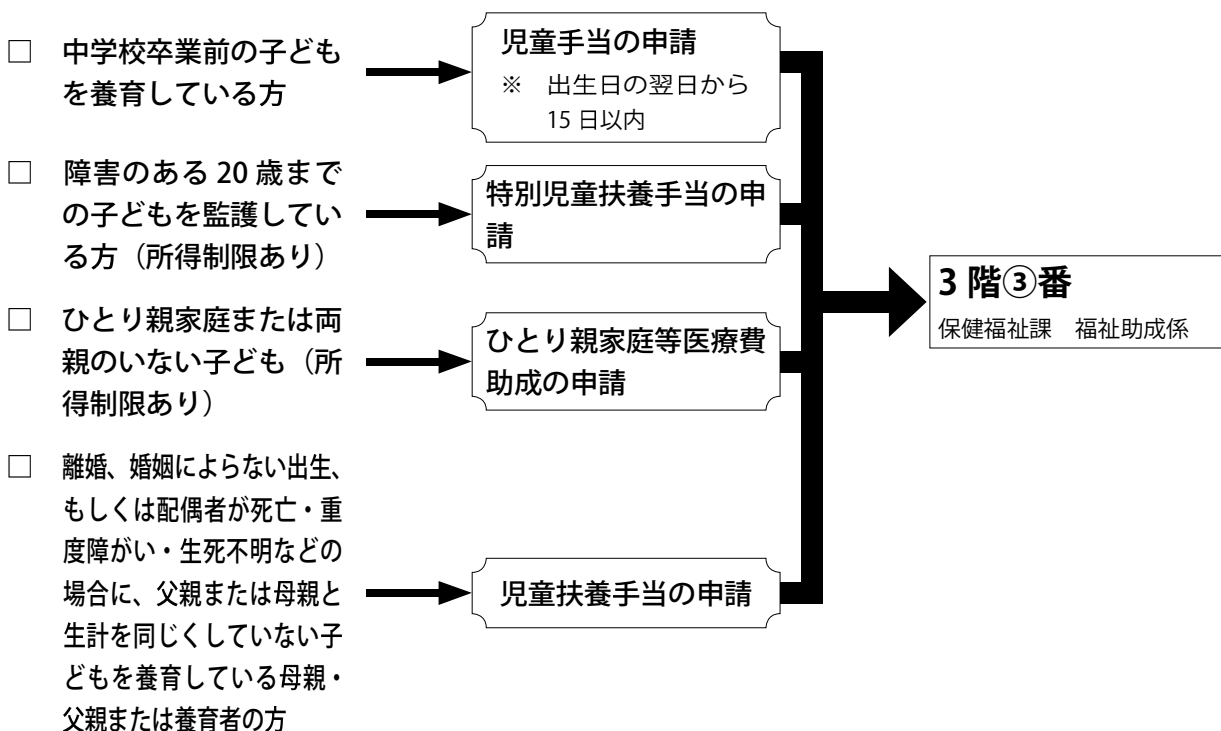 □ 中学校卒業前の子ども
を養育している方
児童手当の申請
※ 出生日の翌日から
15日以内
□ 障害のある20歳まで
の子どもを監護してい
る方（所得制限あり）
特別児童扶養手当の申
請
□ ひとり親家庭または両
親のいない子ども（所
得制限あり）
ひとり親家庭等医療費
助成の申請
□ 離婚、婚姻によらない出生、
もしくは配偶者が死亡・重
度障がい・生死不明などの
場合に、父親または母親と
生計を同じくしていない子
どもを養育している母親・
父親または養育者の方
児童扶養手当の申請
3階③番
保健福祉課 福祉助成係